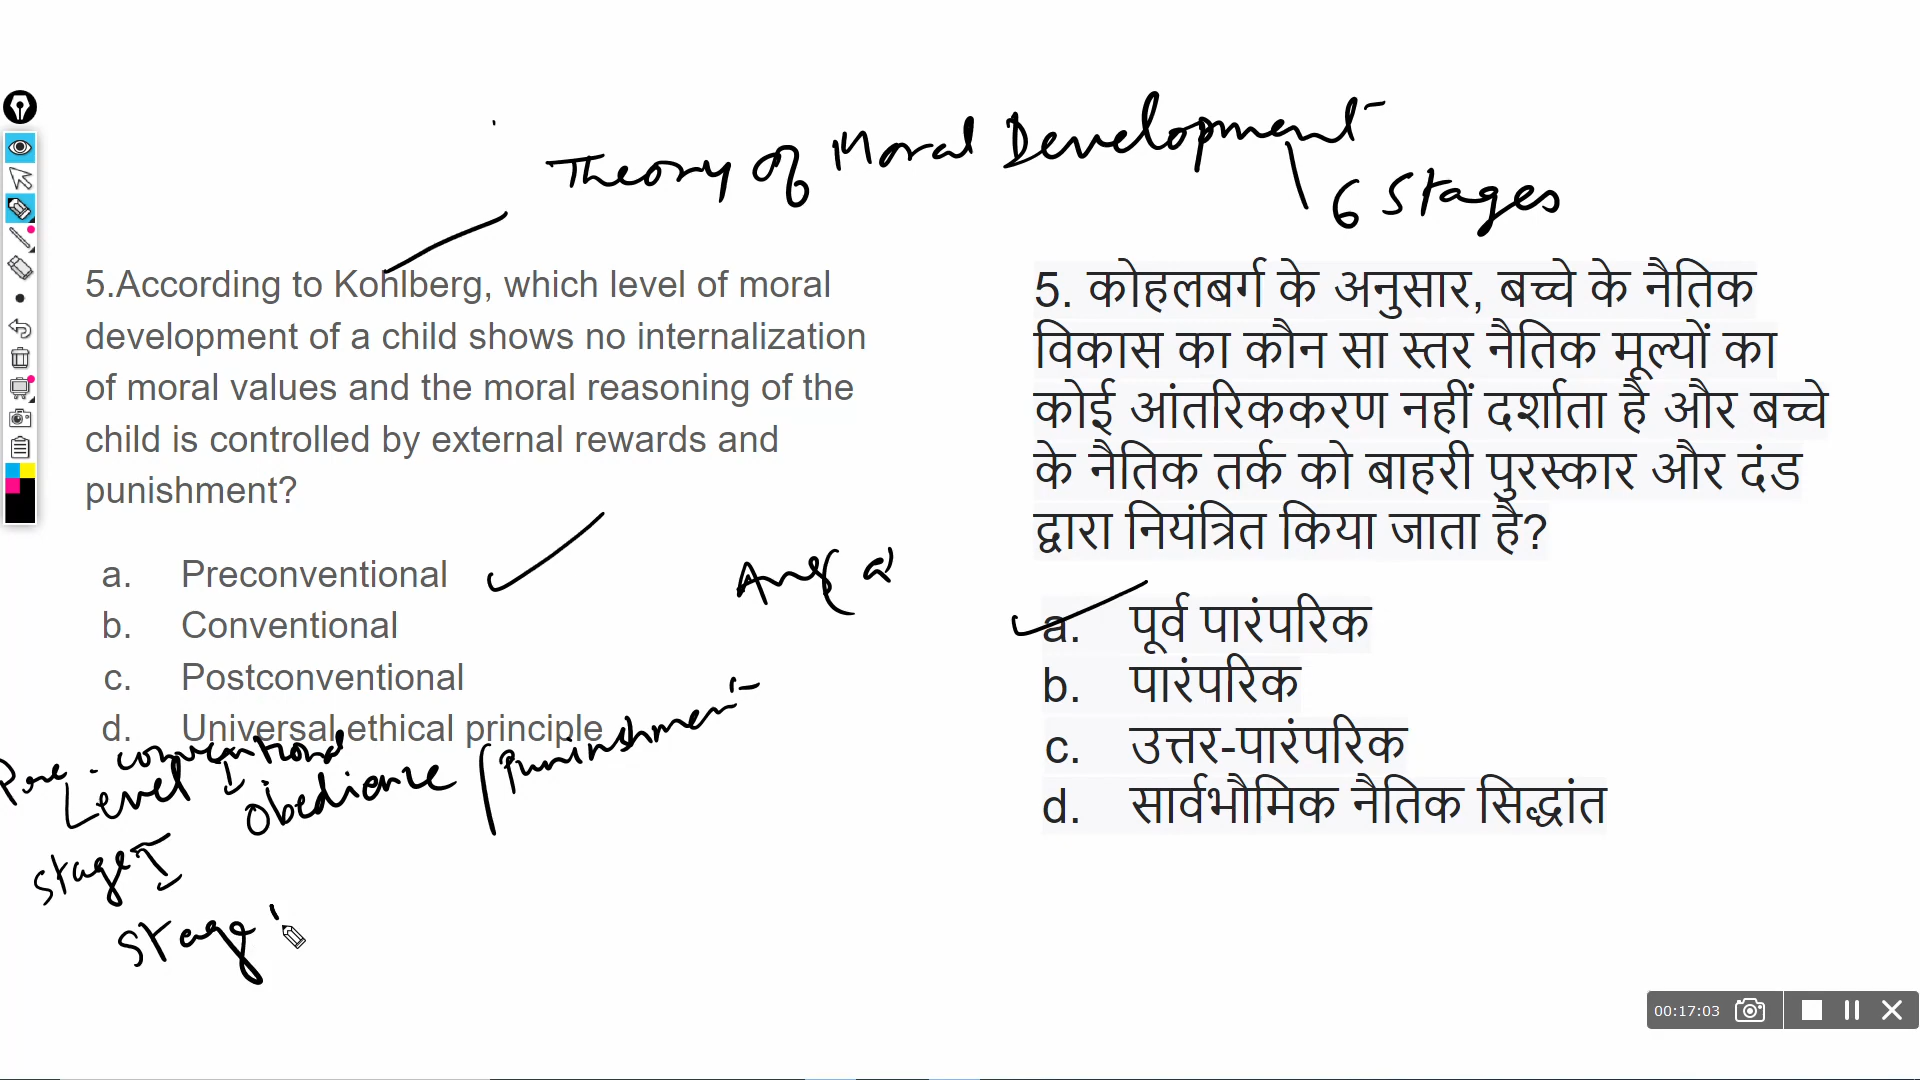 Theory of Moral Development
6 Stages
5.According to Kohlberg, which level of moral
development of a child shows no internalization
of moral values and the moral reasoning of the
child is controlled by external rewards and
punishment?
a. Preconventional
b. Conventional
c. Postconventional
d. Universal ethical principle
Ans(a)
Pre-conventional
Level I
obedience/puninshment
Stage I
Stage
5. कोहलबर्ग के अनुसार, बच्चे के नैतिक
विकास का कौन सा स्तर नैतिक मूल्यों का
कोई आंतरिककरण नहीं दर्शाता है और बच्चे
के नैतिक तर्क को बाहरी पुरस्कार और दंड
द्वारा नियंत्रित किया जाता है?
a. पूर्व पारंपरिक
b. पारंपरिक
c. उत्तर-पारंपरिक
d. सार्वभौमिक नैतिक सिद्धांत
00:17:03